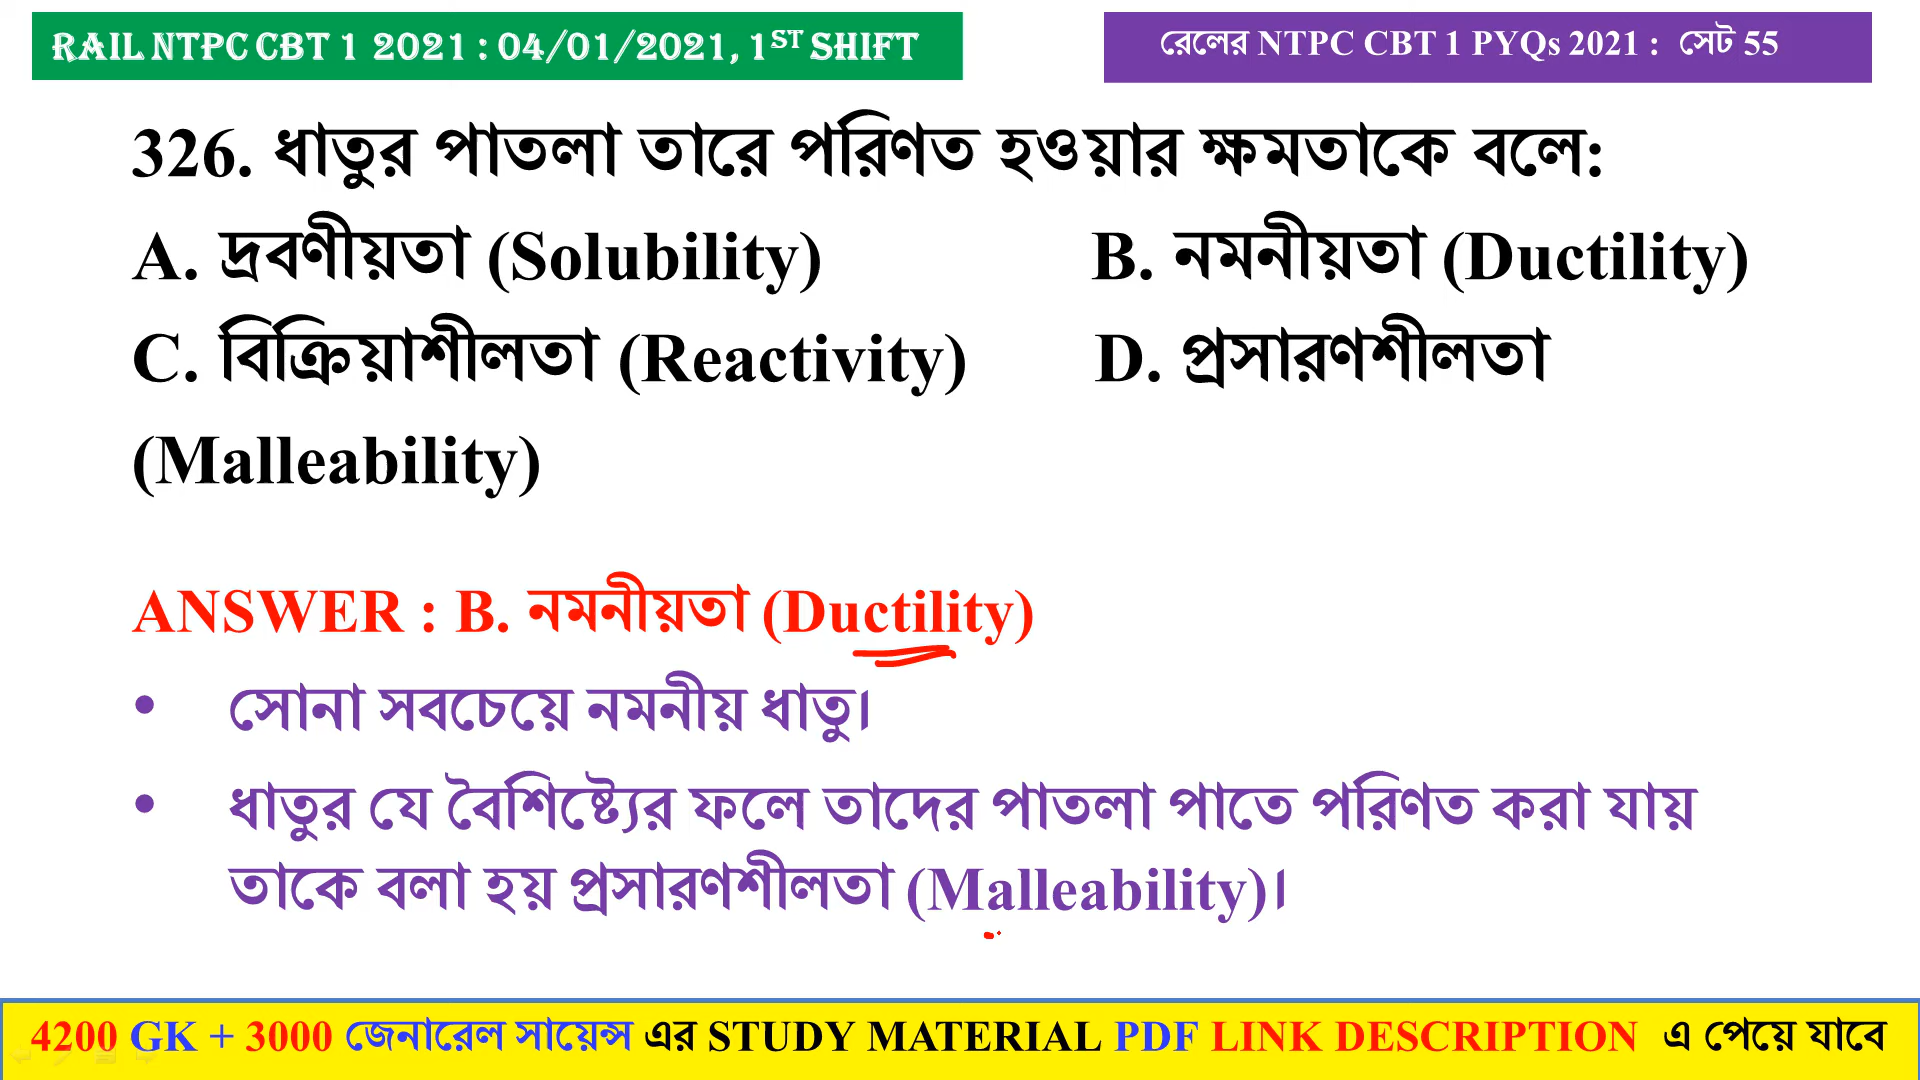 RAIL NTPC CBT 1 2021 : 04/01/2021, 1ST SHIFT
রেলের NTPC CBT 1 PYQs 2021 : সেট 55
326. ধাতুর পাতলা তারে পরিণত হওয়ার ক্ষমতাকে বলে:
A. দ্রবণীয়তা (Solubility) B. নমনীয়তা (Ductility)
C. বিক্রিয়াশীলতা (Reactivity) D. প্রসারণশীলতা
(Malleability)
ANSWER : B. নমনীয়তা (Ductility)
• সোনা সবচেয়ে নমনীয় ধাতু।
• ধাতুর যে বৈশিষ্ট্যের ফলে তাদের পাতলা পাতে পরিণত করা যায়
তাকে বলা হয় প্রসারণশীলতা (Malleability)।
4200 GK + 3000 জেনারেল সায়েন্স এর STUDY MATERIAL PDF LINK DESCRIPTION এ পেয়ে যাবে